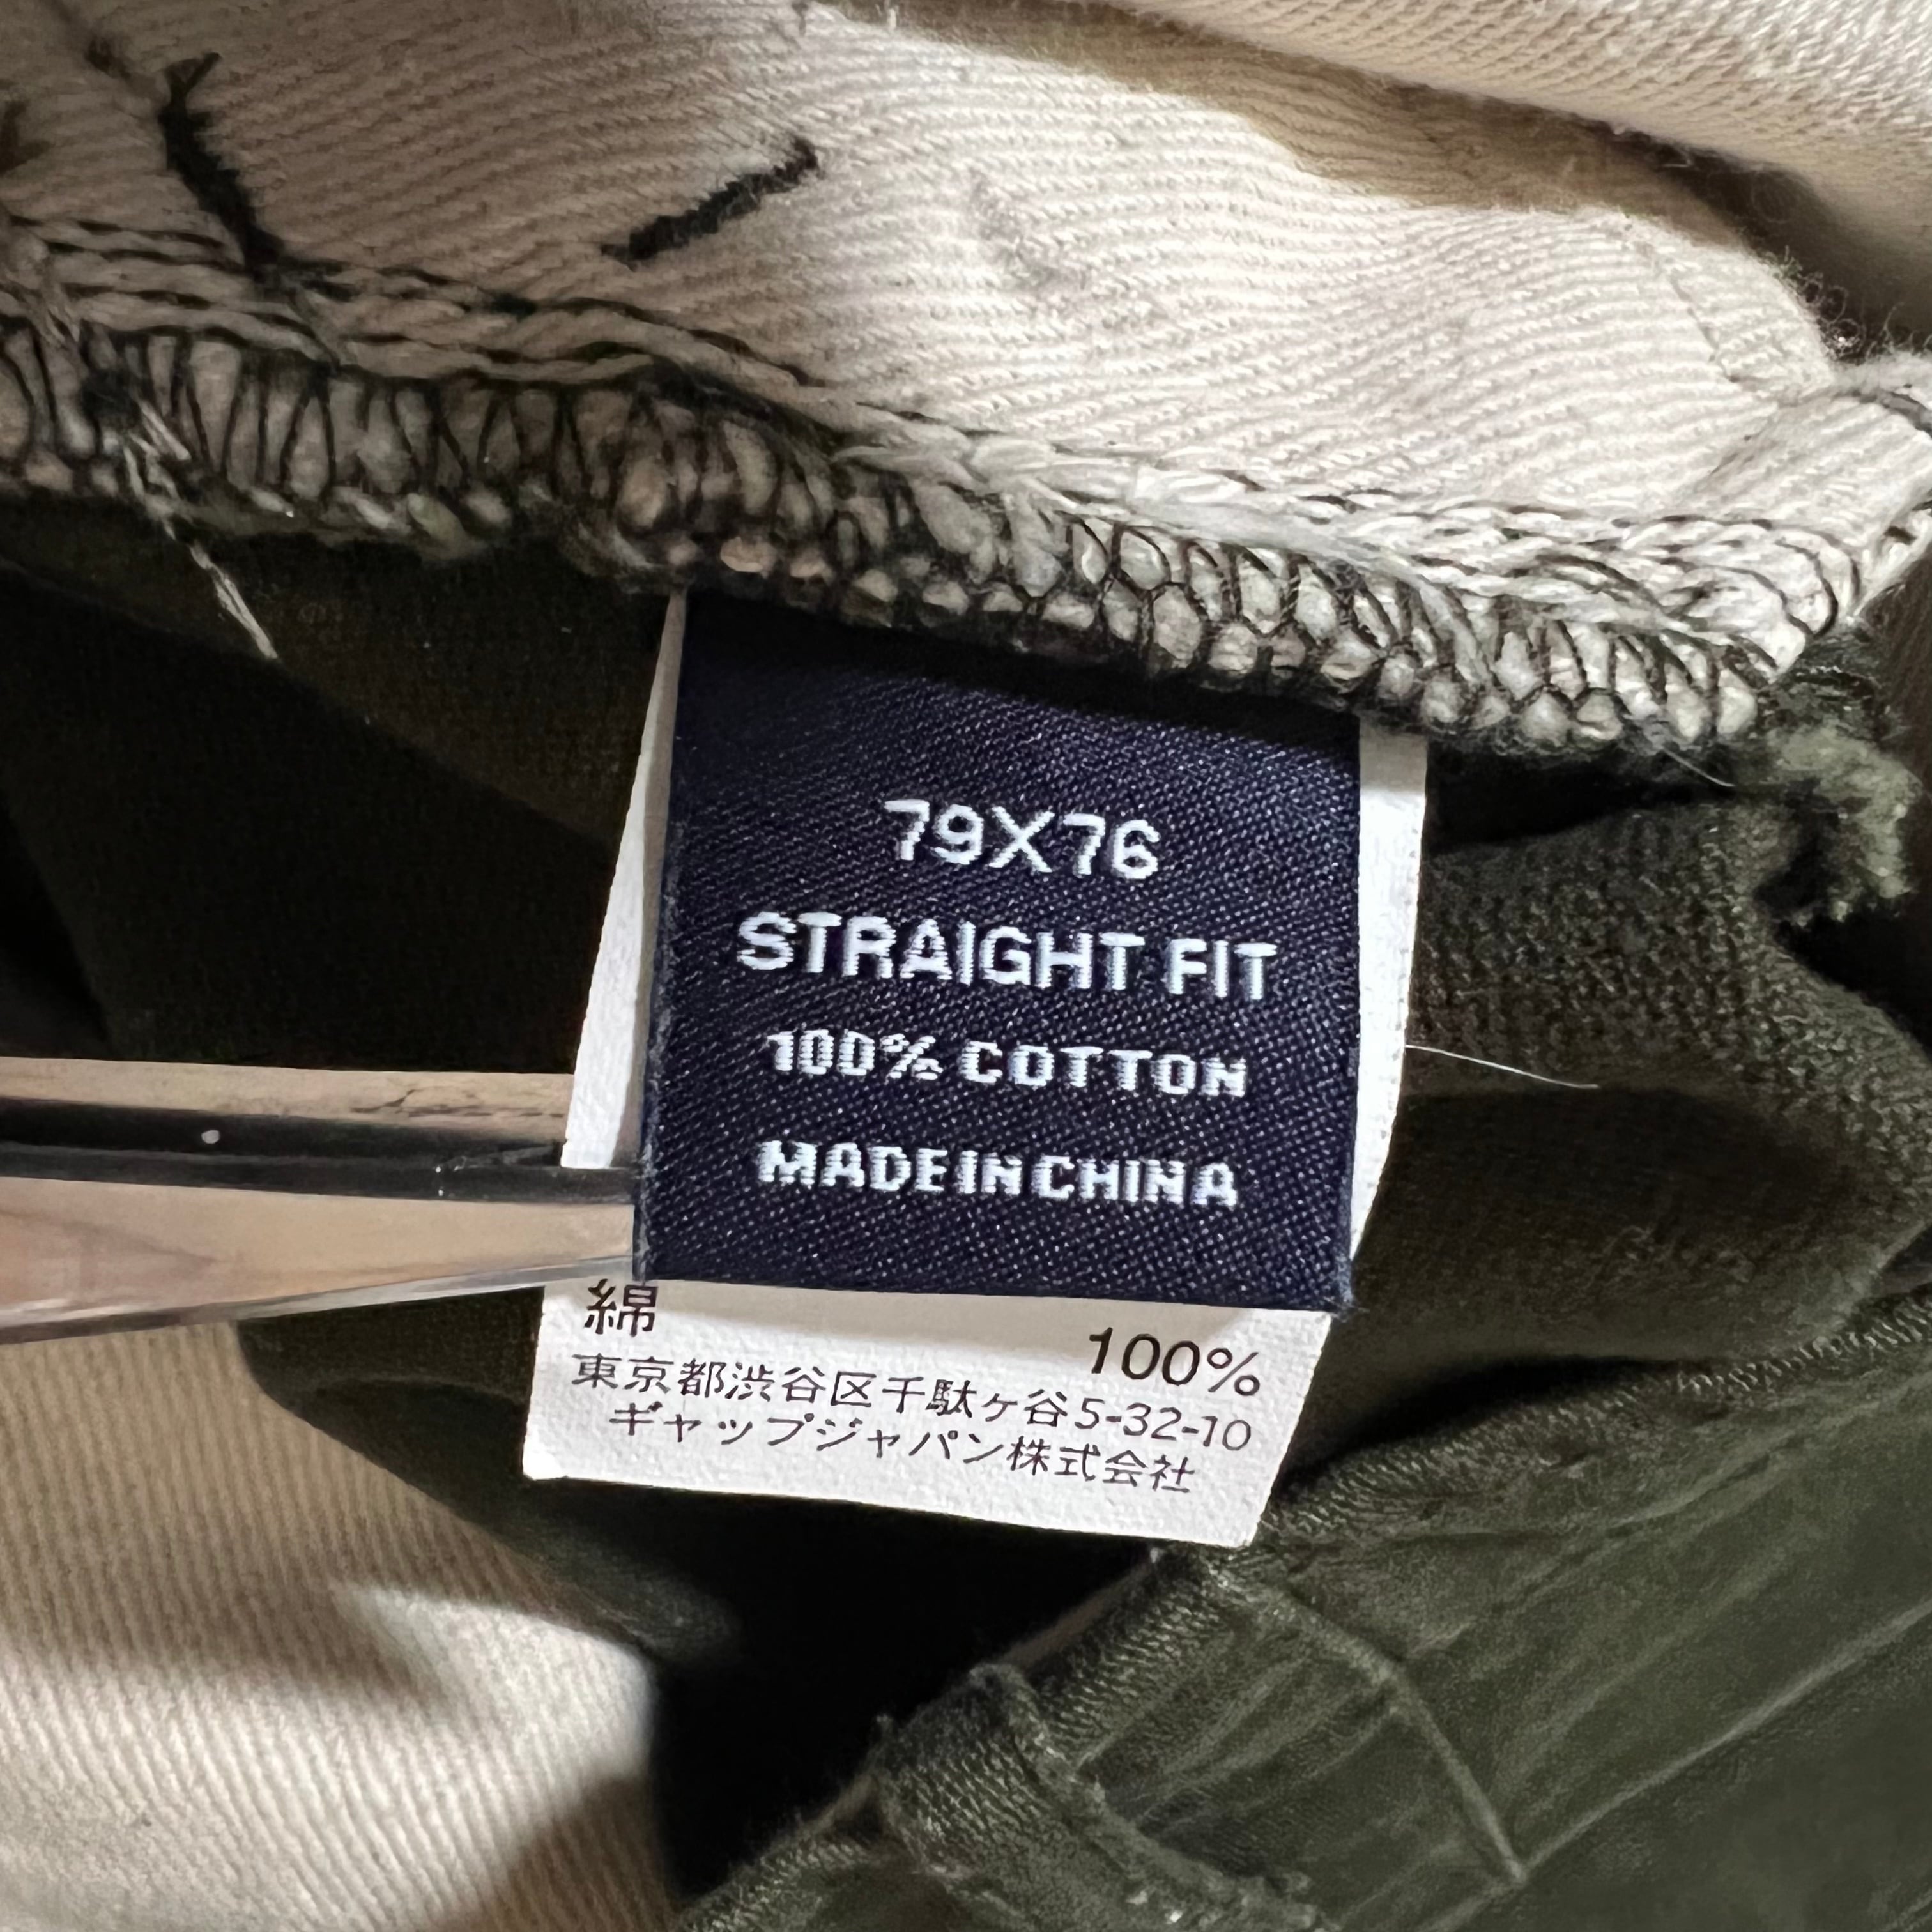 79X76
STRAIGHT FIT
100% COTTON
MADE IN CHINA
綿 100%
東京都渋谷区千駄ヶ谷5-32-10
ギャップジャパン株式会社